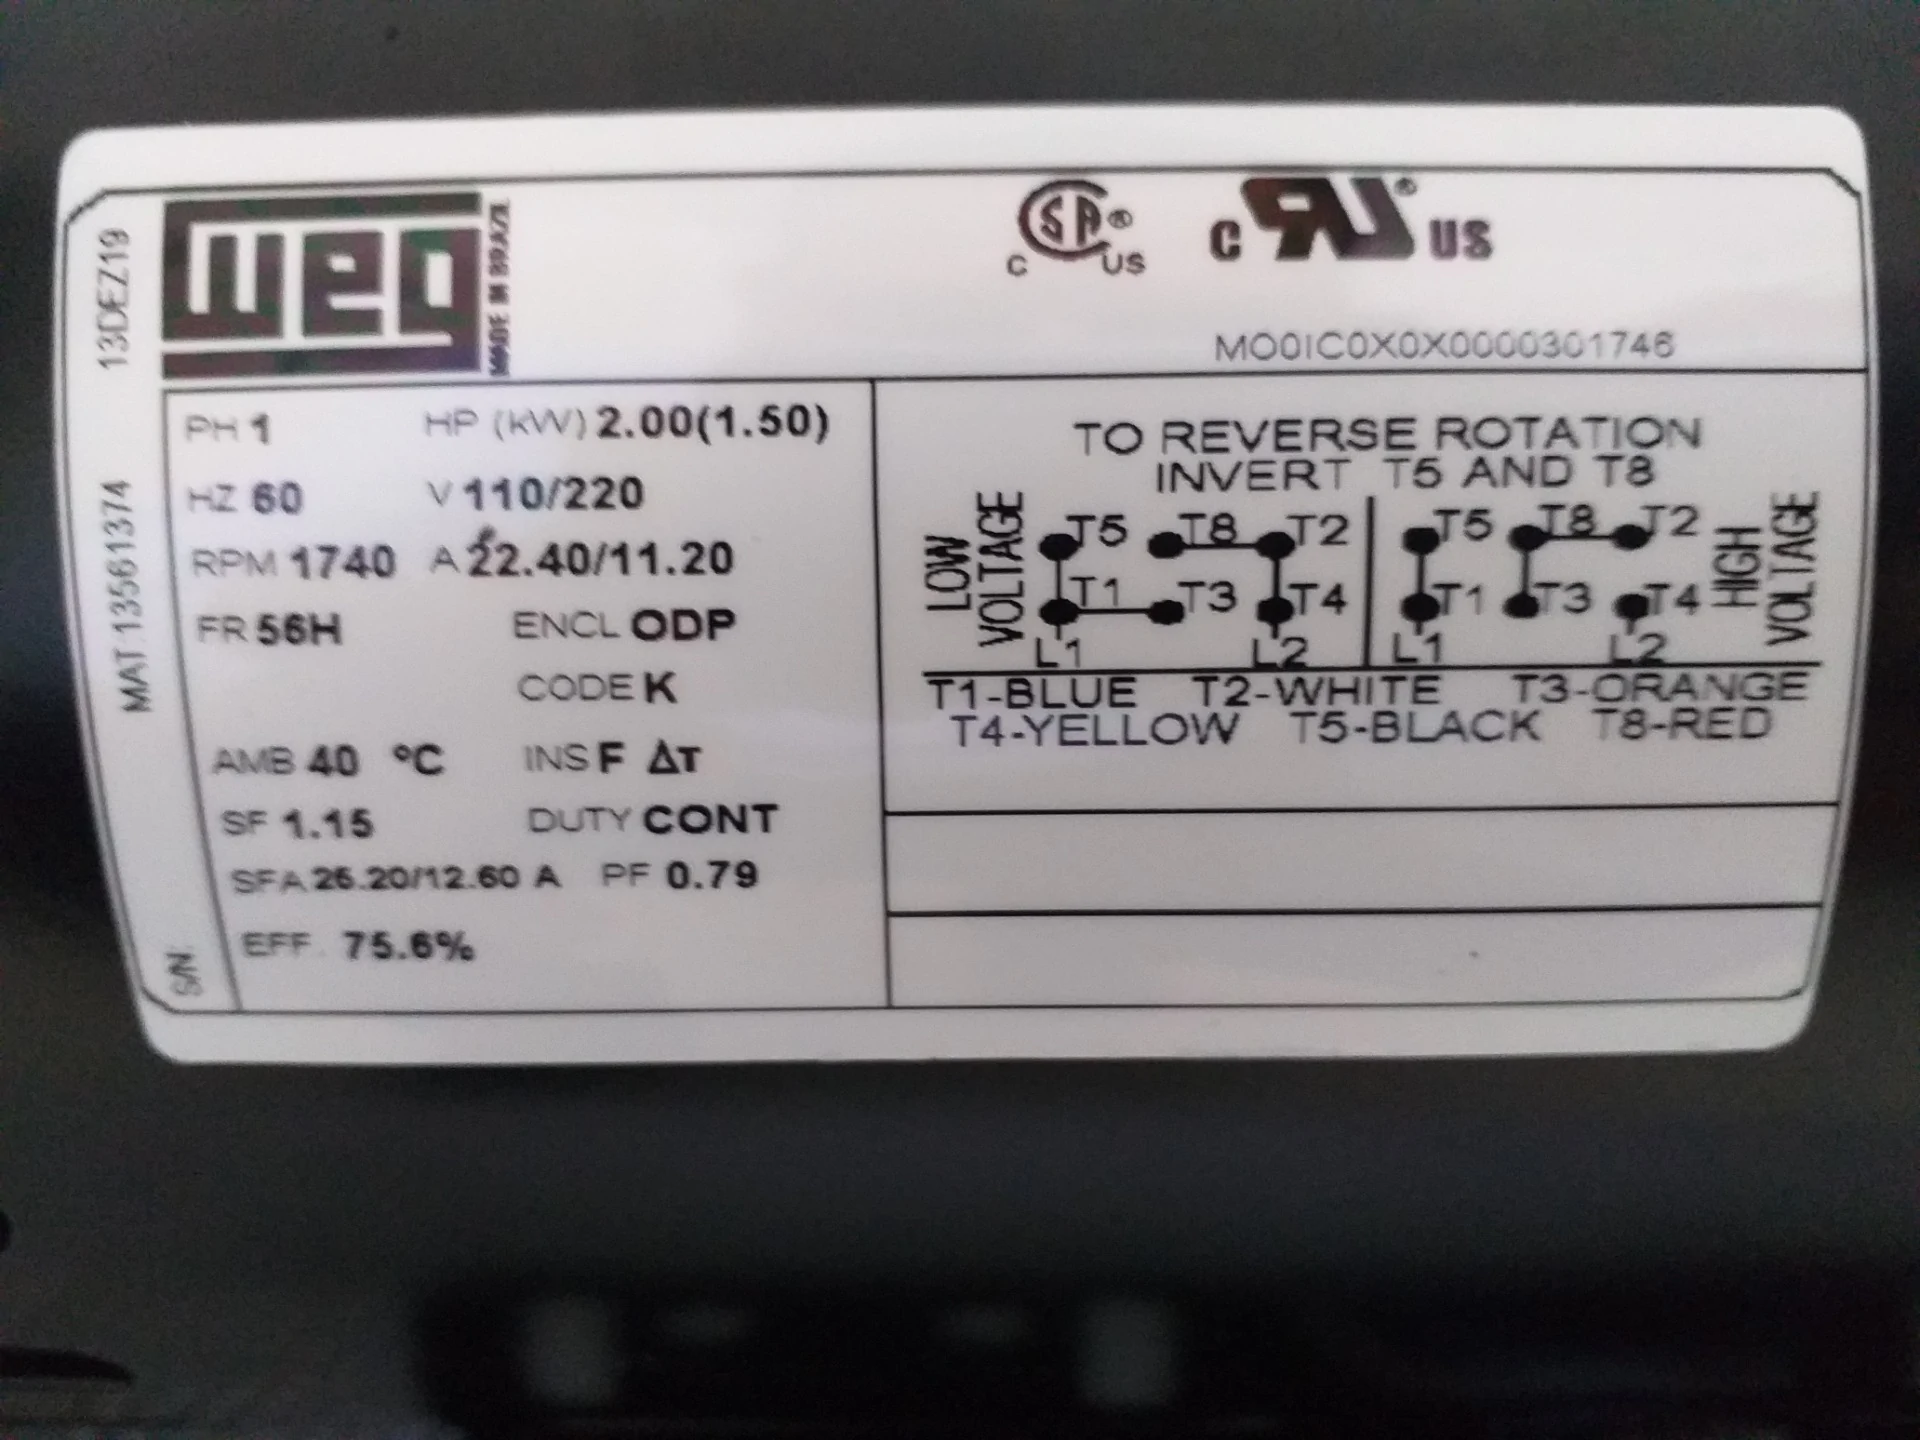 weg
MADE IN BRAZIL
SA ® C US
C RU ® US
MO0IC0X0X0000301746
13DEZ19
MAT 13561374
S/N:
PH 1 HP (kW) 2.00(1.50)
HZ 60 V 110/220
RPM 1740 A 22.40/11.20
FR 56H ENCL ODP
CODE K
AMB 40 °C INS F ΔT
SF 1.15 DUTY CONT
SFA 26.20/12.60 A PF 0.79
EFF. 75.6%
TO REVERSE ROTATION
INVERT T5 AND T8
LOW VOLTAGE
T5 T8 T2
T1 T3 T4
L1 L2
T5 T8 T2
T1 T3 T4
L1 L2
HIGH VOLTAGE
T1-BLUE T2-WHITE T3-ORANGE
T4-YELLOW T5-BLACK T8-RED